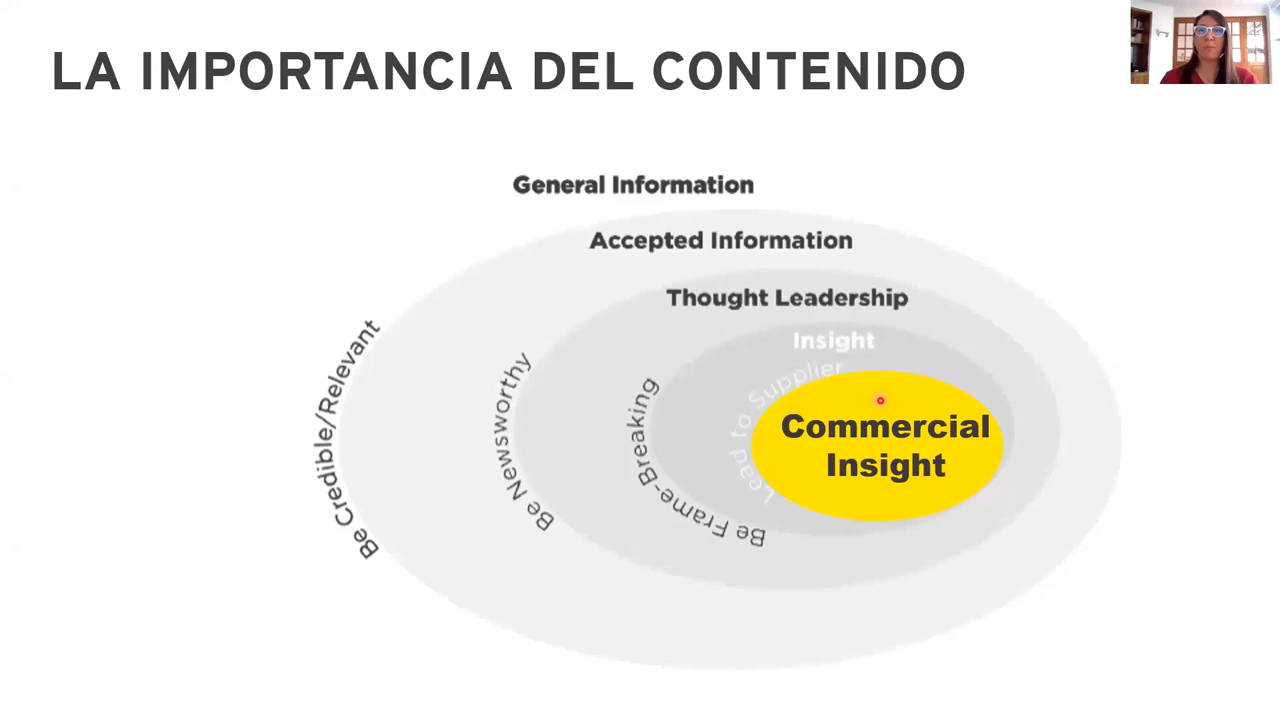 LA IMPORTANCIA DEL CONTENIDO
General Information
Accepted Information
Thought Leadership
Insight
Be Credible/Relevant
Be Newsworthy
Be Frame-Breaking
Lead to Supplier
Commercial
Insight